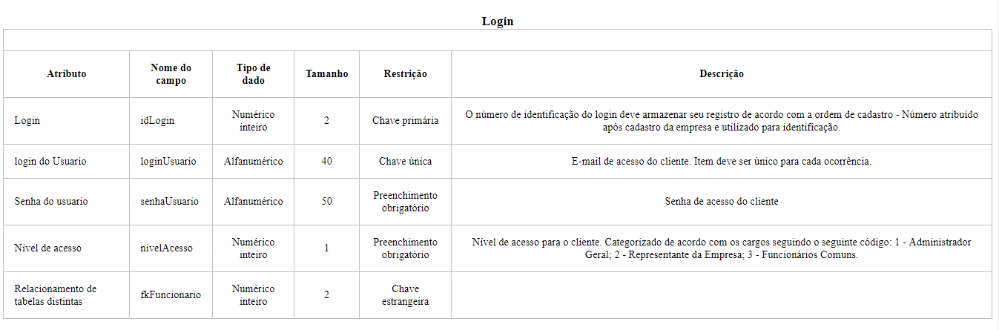 Login
Atributo
Nome do
campo
Tipo de
dado
Tamanho
Restrição
Descrição
Login
idLogin
Numérico
inteiro
2
Chave primária
O número de identificação do login deve armazenar seu registro de acordo com a ordem de cadastro - Número atribuído
após cadastro da empresa e utilizado para identificação.
login do Usuario
loginUsuario
Alfanumérico
40
Chave única
E-mail de acesso do cliente. Item deve ser único para cada ocorrência.
Senha do usuario
senhaUsuario
Alfanumérico
50
Preenchimento
obrigatório
Senha de acesso do cliente
Nivel de acesso
nivelAcesso
Numérico
inteiro
1
Preenchimento
obrigatório
Nível de acesso para o cliente. Categorizado de acordo com os cargos seguindo o seguinte código: 1 - Administrador
Geral; 2 - Representante da Empresa; 3 - Funcionários Comuns.
Relacionamento de
tabelas distintas
fkFuncionario
Numérico
inteiro
2
Chave
estrangeira